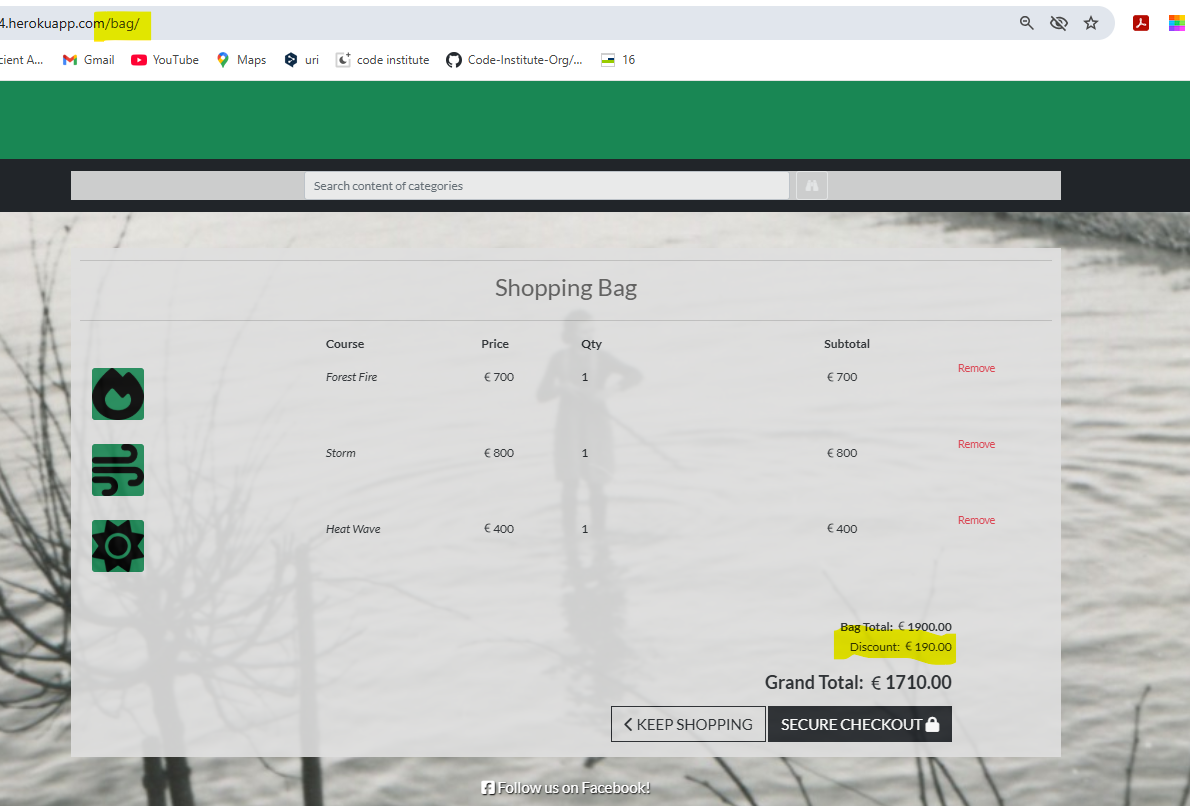 4.herokuapp.com/bag/
cient A... Gmail YouTube Maps uri code institute Code-Institute-Org/... 16
Search content of categories
Shopping Bag
Course Price Qty Subtotal
Forest Fire € 700 1 € 700 Remove
Storm € 800 1 € 800 Remove
Heat Wave € 400 1 € 400 Remove
Bag Total: € 1900.00
Discount: € 190.00
Grand Total: € 1710.00
KEEP SHOPPING SECURE CHECKOUT
Follow us on Facebook!